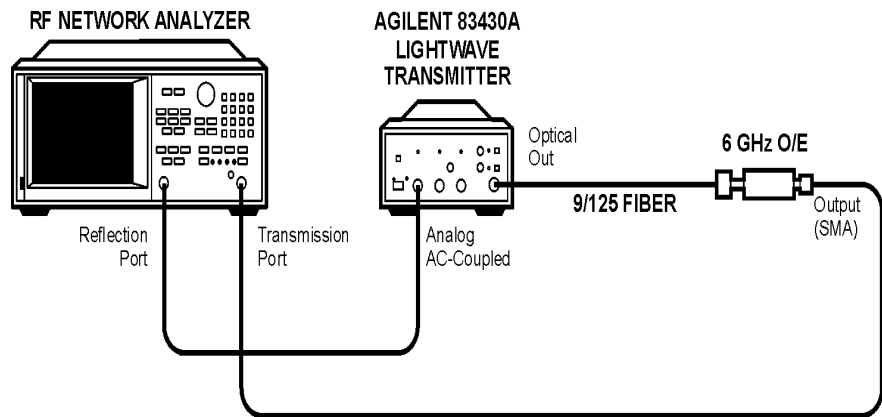 RF NETWORK ANALYZER
AGILENT 83430A
LIGHTWAVE
TRANSMITTER
Optical
Out
6 GHz O/E
9/125 FIBER
Output
(SMA)
Reflection
Port
Transmission
Port
Analog
AC-Coupled